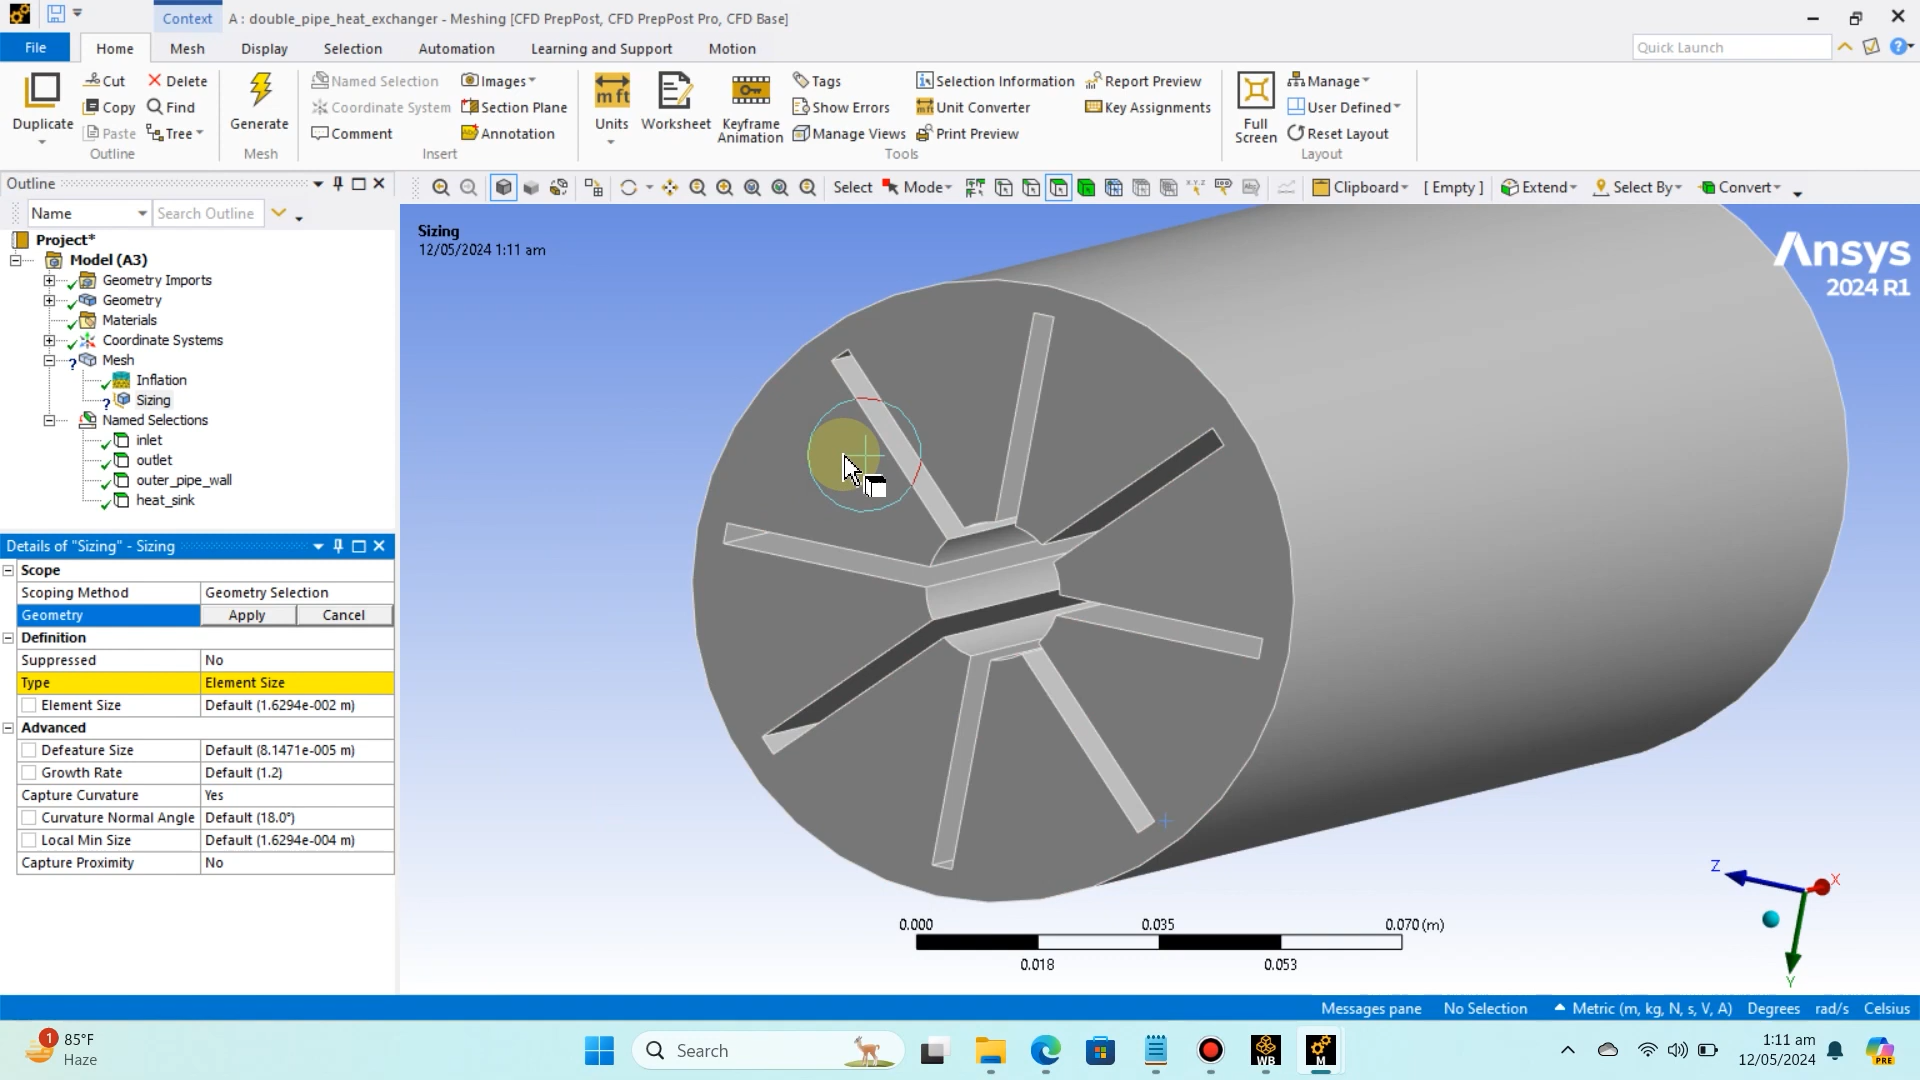 Context
A : double_pipe_heat_exchanger - Meshing [CFD PrepPost, CFD PrepPost Pro, CFD Base]
File
Home
Mesh
Display
Selection
Automation
Learning and Support
Motion
Quick Launch
Duplicate
Cut
Delete
Copy
Find
Paste
Tree
Outline
Generate
Mesh
Named Selection
Coordinate System
Comment
Images
Section Plane
Annotation
Insert
m ft
Units
Worksheet
Keyframe
Animation
Tags
Show Errors
Manage Views
Selection Information
Unit Converter
Print Preview
Report Preview
Key Assignments
Tools
Full
Screen
Manage
User Defined
Reset Layout
Layout
Outline
Select
Mode
Clipboard
[ Empty ]
Extend
Select By
Convert
Name
Search Outline
Project*
Model (A3)
Geometry Imports
Geometry
Materials
Coordinate Systems
Mesh
Inflation
Sizing
Named Selections
inlet
outlet
outer_pipe_wall
heat_sink
Details of "Sizing" - Sizing
Scope
Scoping Method Geometry Selection
Geometry Apply Cancel
Definition
Suppressed No
Type Element Size
Element Size Default (1.6294e-002 m)
Advanced
Defeature Size Default (8.1471e-005 m)
Growth Rate Default (1.2)
Capture Curvature Yes
Curvature Normal Angle Default (18.0°)
Local Min Size Default (1.6294e-004 m)
Capture Proximity No
Sizing
12/05/2024 1:11 am
Ansys
2024 R1
0.000 0.035 0.070 (m)
0.018 0.053
Z
X
Y
Messages pane
No Selection
Metric (m, kg, N, s, V, A)
Degrees
rad/s
Celsius
1
85°F
Haze
Search
WB
M
1:11 am
12/05/2024
PRE